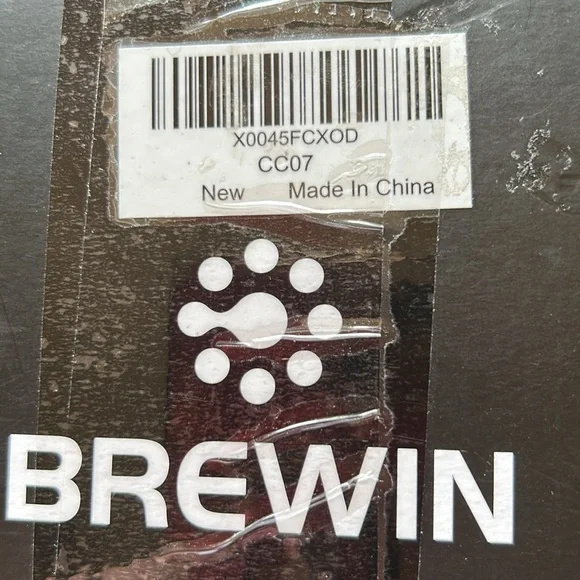 X0045FCXOD
CC07
New Made In China
BREWIN